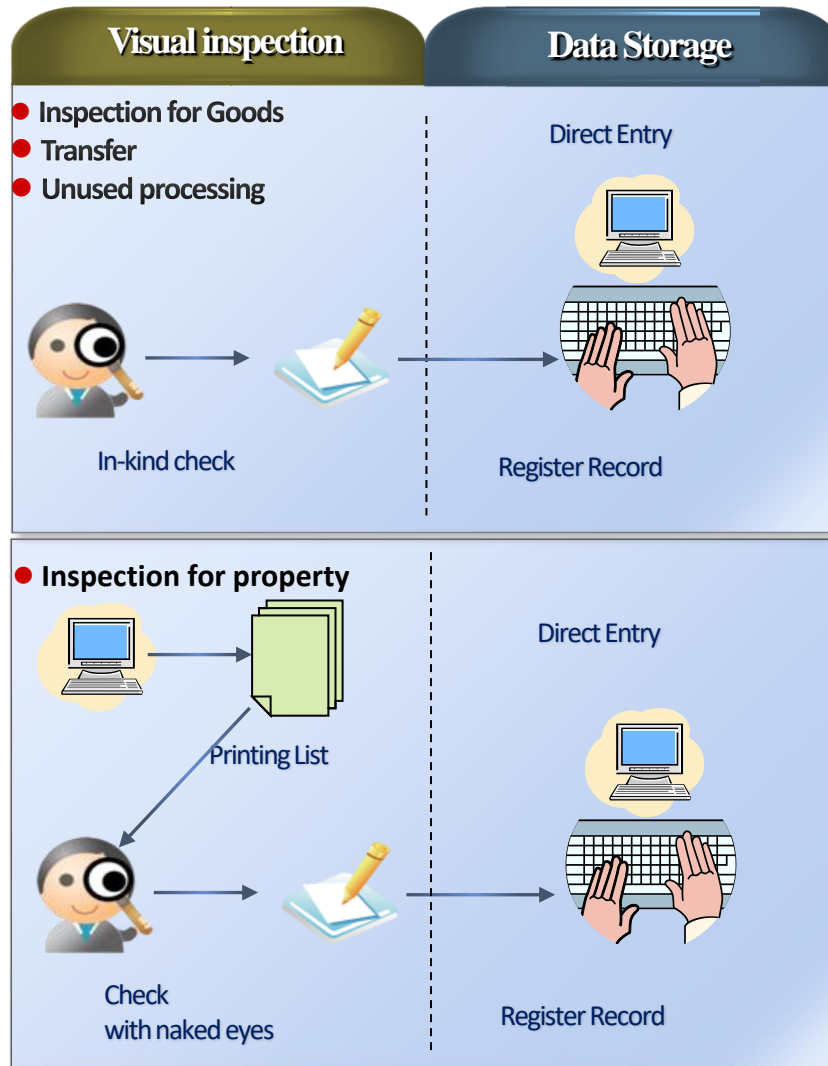 Visual inspection
Data Storage
Inspection for Goods
Transfer
Unused processing
Direct Entry
In-kind check
Register Record
Inspection for property
Direct Entry
Printing List
Check
with naked eyes
Register Record